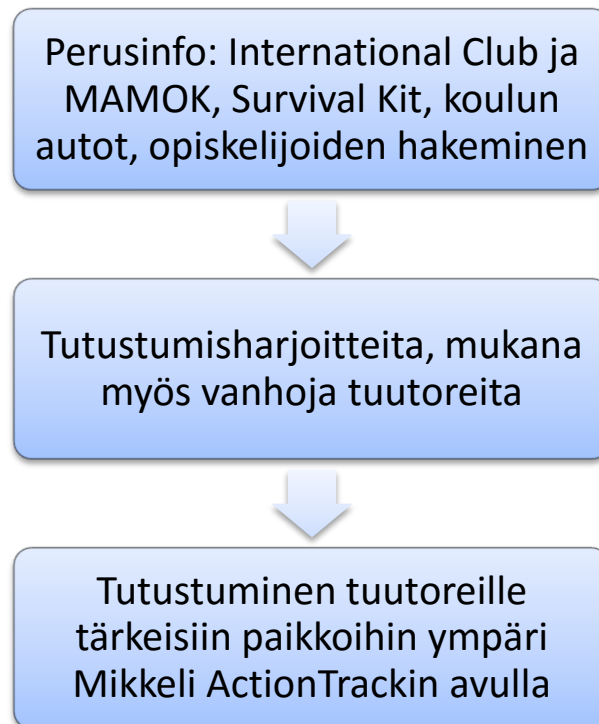 Perusinfo: International Club ja
MAMOK, Survival Kit, koulun
autot, opiskelijoiden hakeminen
Tutustumisharjoitteita, mukana
myös vanhoja tuutoreita
Tutustuminen tuutoreille
tärkeisiin paikkoihin ympäri
Mikkeli ActionTrackin avulla